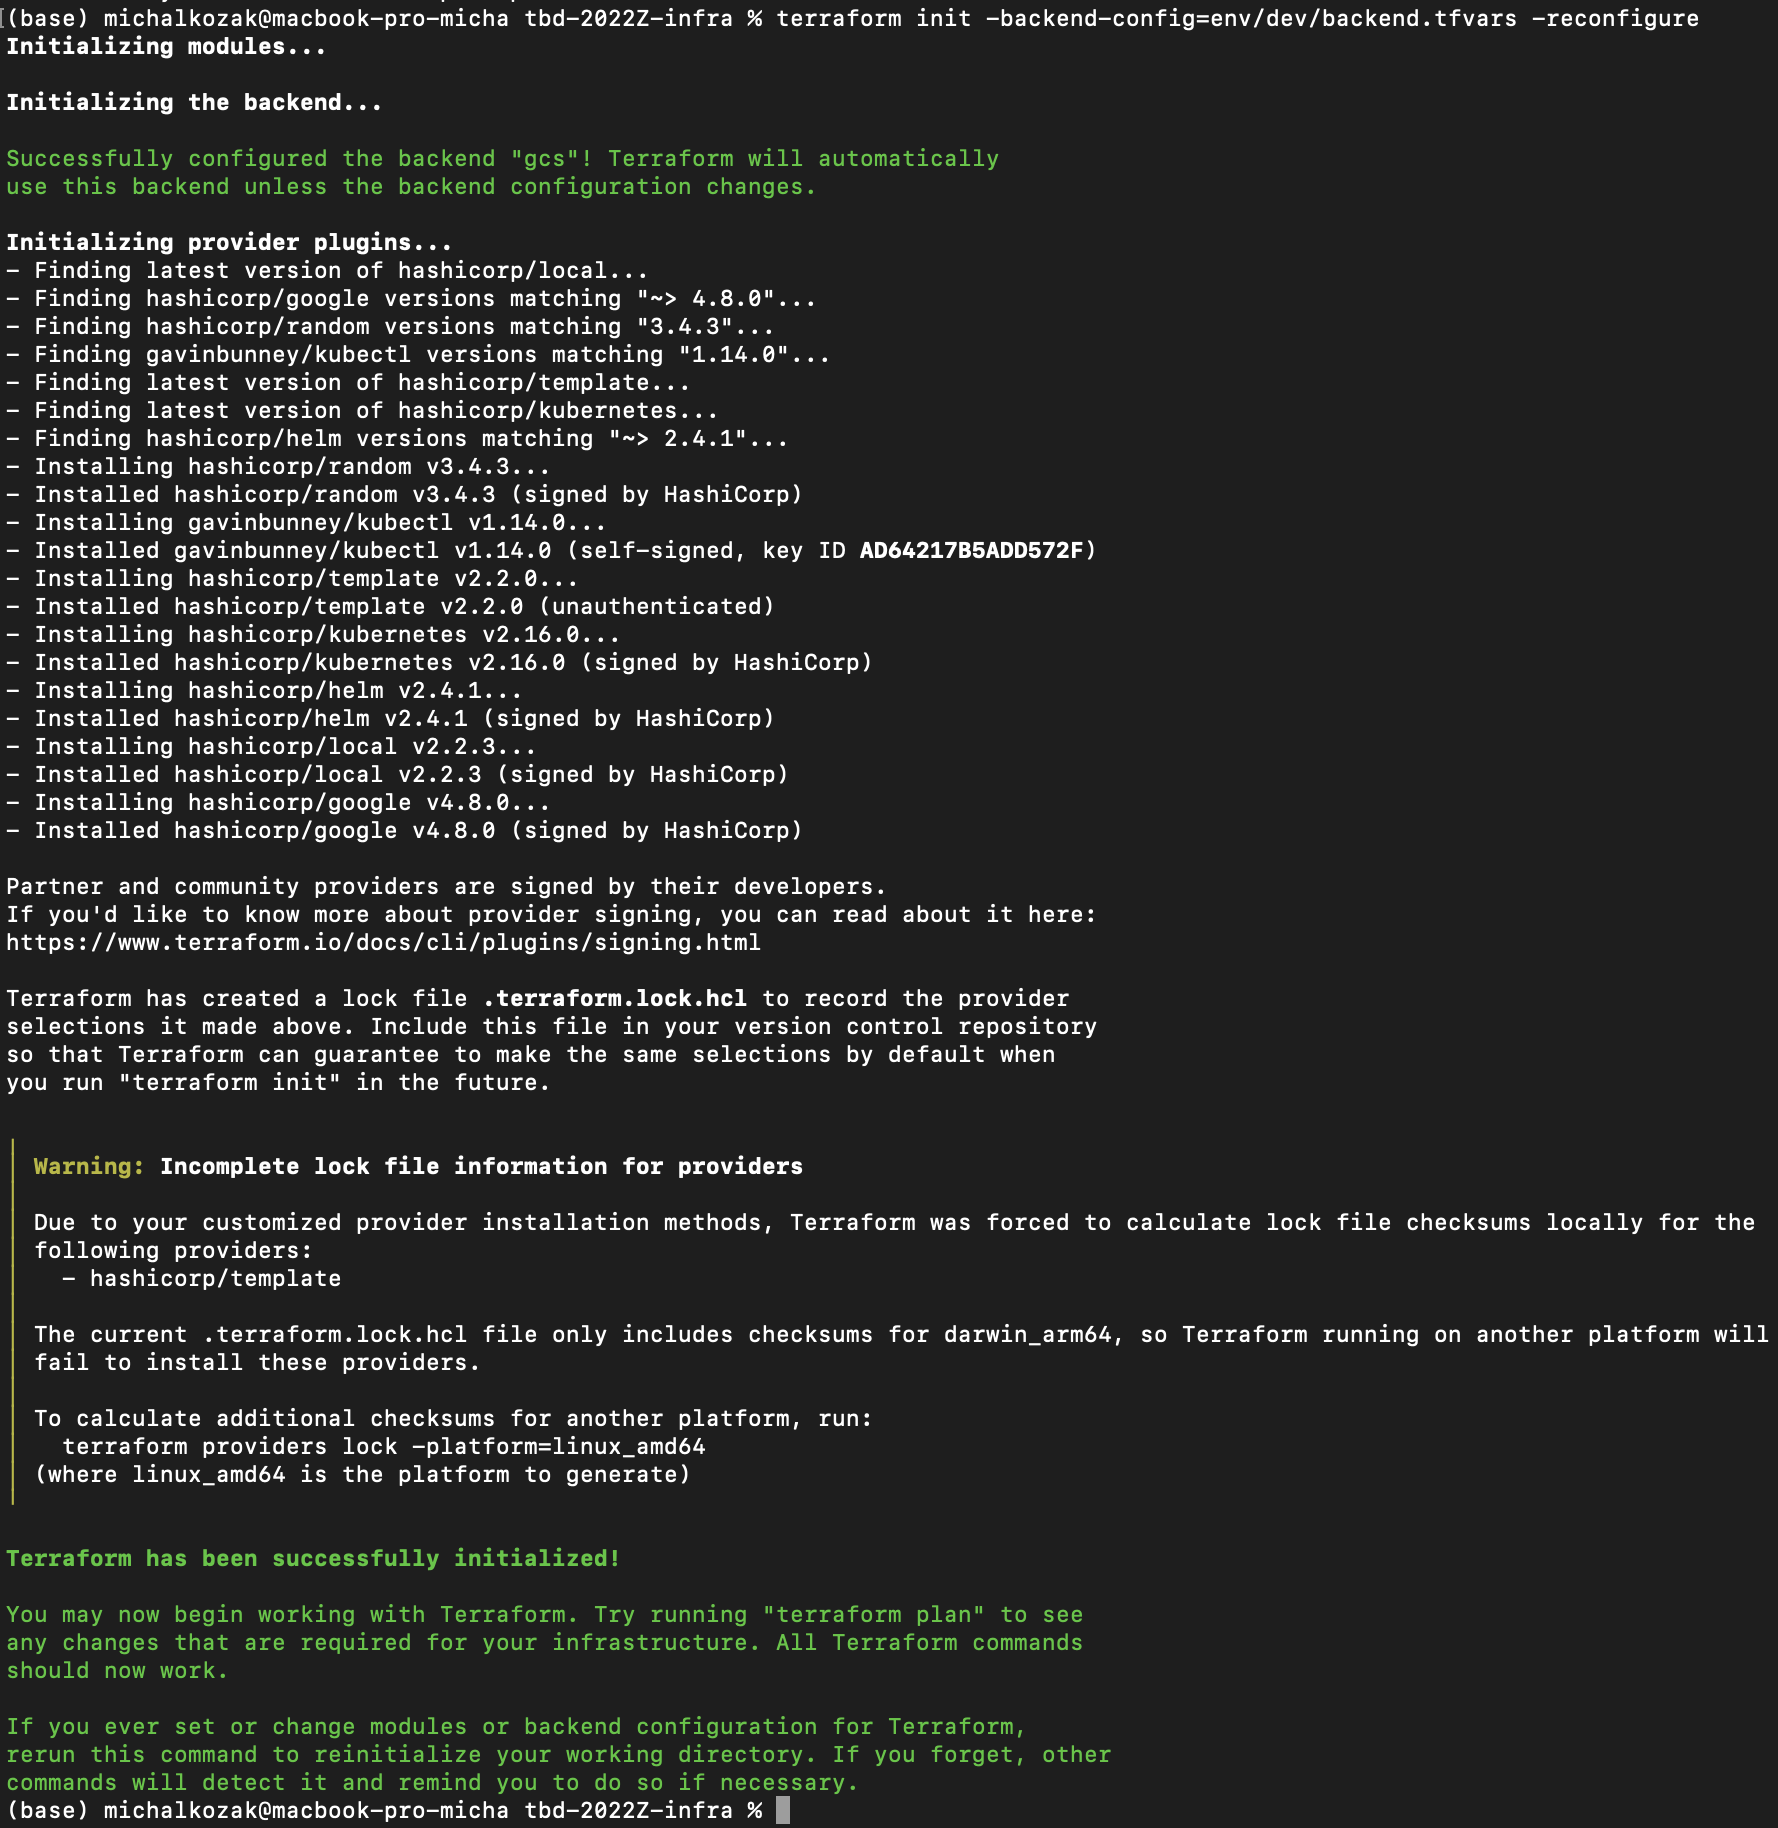 (base) michalkozak@macbook-pro-micha tbd-2022Z-infra % terraform init -backend-config=env/dev/backend.tfvars -reconfigure
Initializing modules...
Initializing the backend...
Successfully configured the backend "gcs"! Terraform will automatically
use this backend unless the backend configuration changes.
Initializing provider plugins...
- Finding latest version of hashicorp/local...
- Finding hashicorp/google versions matching "~> 4.8.0"...
- Finding hashicorp/random versions matching "3.4.3"...
- Finding gavinbunney/kubectl versions matching "1.14.0"...
- Finding latest version of hashicorp/template...
- Finding latest version of hashicorp/kubernetes...
- Finding hashicorp/helm versions matching "~> 2.4.1"...
- Installing hashicorp/random v3.4.3...
- Installed hashicorp/random v3.4.3 (signed by HashiCorp)
- Installing gavinbunney/kubectl v1.14.0...
- Installed gavinbunney/kubectl v1.14.0 (self-signed, key ID AD64217B5ADD572F)
- Installing hashicorp/template v2.2.0...
- Installed hashicorp/template v2.2.0 (unauthenticated)
- Installing hashicorp/kubernetes v2.16.0...
- Installed hashicorp/kubernetes v2.16.0 (signed by HashiCorp)
- Installing hashicorp/helm v2.4.1...
- Installed hashicorp/helm v2.4.1 (signed by HashiCorp)
- Installing hashicorp/local v2.2.3...
- Installed hashicorp/local v2.2.3 (signed by HashiCorp)
- Installing hashicorp/google v4.8.0...
- Installed hashicorp/google v4.8.0 (signed by HashiCorp)
Partner and community providers are signed by their developers.
If you'd like to know more about provider signing, you can read about it here:
https://www.terraform.io/docs/cli/plugins/signing.html
Terraform has created a lock file .terraform.lock.hcl to record the provider
selections it made above. Include this file in your version control repository
so that Terraform can guarantee to make the same selections by default when
you run "terraform init" in the future.
Warning: Incomplete lock file information for providers
Due to your customized provider installation methods, Terraform was forced to calculate lock file checksums locally for the
following providers:
- hashicorp/template
The current .terraform.lock.hcl file only includes checksums for darwin_arm64, so Terraform running on another platform will
fail to install these providers.
To calculate additional checksums for another platform, run:
terraform providers lock -platform=linux_amd64
(where linux_amd64 is the platform to generate)
Terraform has been successfully initialized!
You may now begin working with Terraform. Try running "terraform plan" to see
any changes that are required for your infrastructure. All Terraform commands
should now work.
If you ever set or change modules or backend configuration for Terraform,
rerun this command to reinitialize your working directory. If you forget, other
commands will detect it and remind you to do so if necessary.
(base) michalkozak@macbook-pro-micha tbd-2022Z-infra %